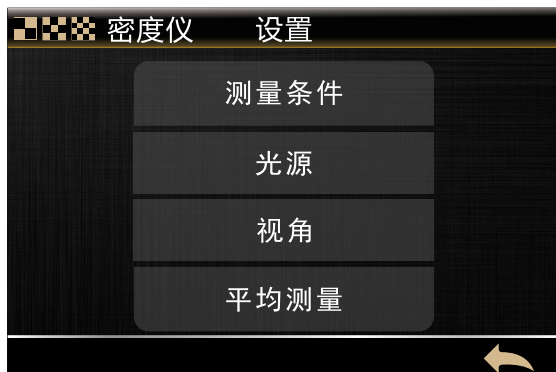 密度仪 设置
测量条件
光源
视角
平均测量